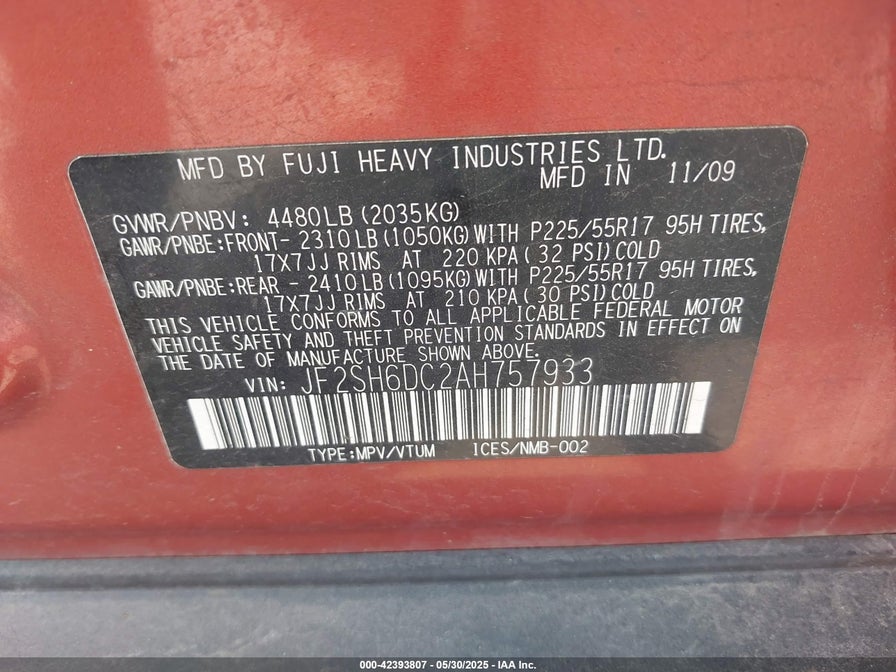 MFD BY FUJI HEAVY INDUSTRIES LTD.
MFD IN 11/09
GVWR/PNBV: 4480LB (2035KG)
GAWR/PNBE:FRONT- 2310LB (1050KG) WITH P225/55R17 95H TIRES,
17X7JJ RIMS AT 220 KPA ( 32 PSI) COLD
GAWR/PNBE:REAR - 2410LB (1095KG) WITH P225/55R17 95H TIRES,
17X7JJ RIMS AT 210 KPA (30 PSI) COLD
THIS VEHICLE CONFORMS TO ALL APPLICABLE FEDERAL MOTOR
VEHICLE SAFETY AND THEFT PREVENTION STANDARDS IN EFFECT ON
THE DATE OF MANUFACTURE SHOWN ABOVE.
VIN: JF2SH6DC2AH757933
TYPE:MPV/VTUM ICES/NMB-002
000-42393807 - 05/30/2025 - IAA Inc.